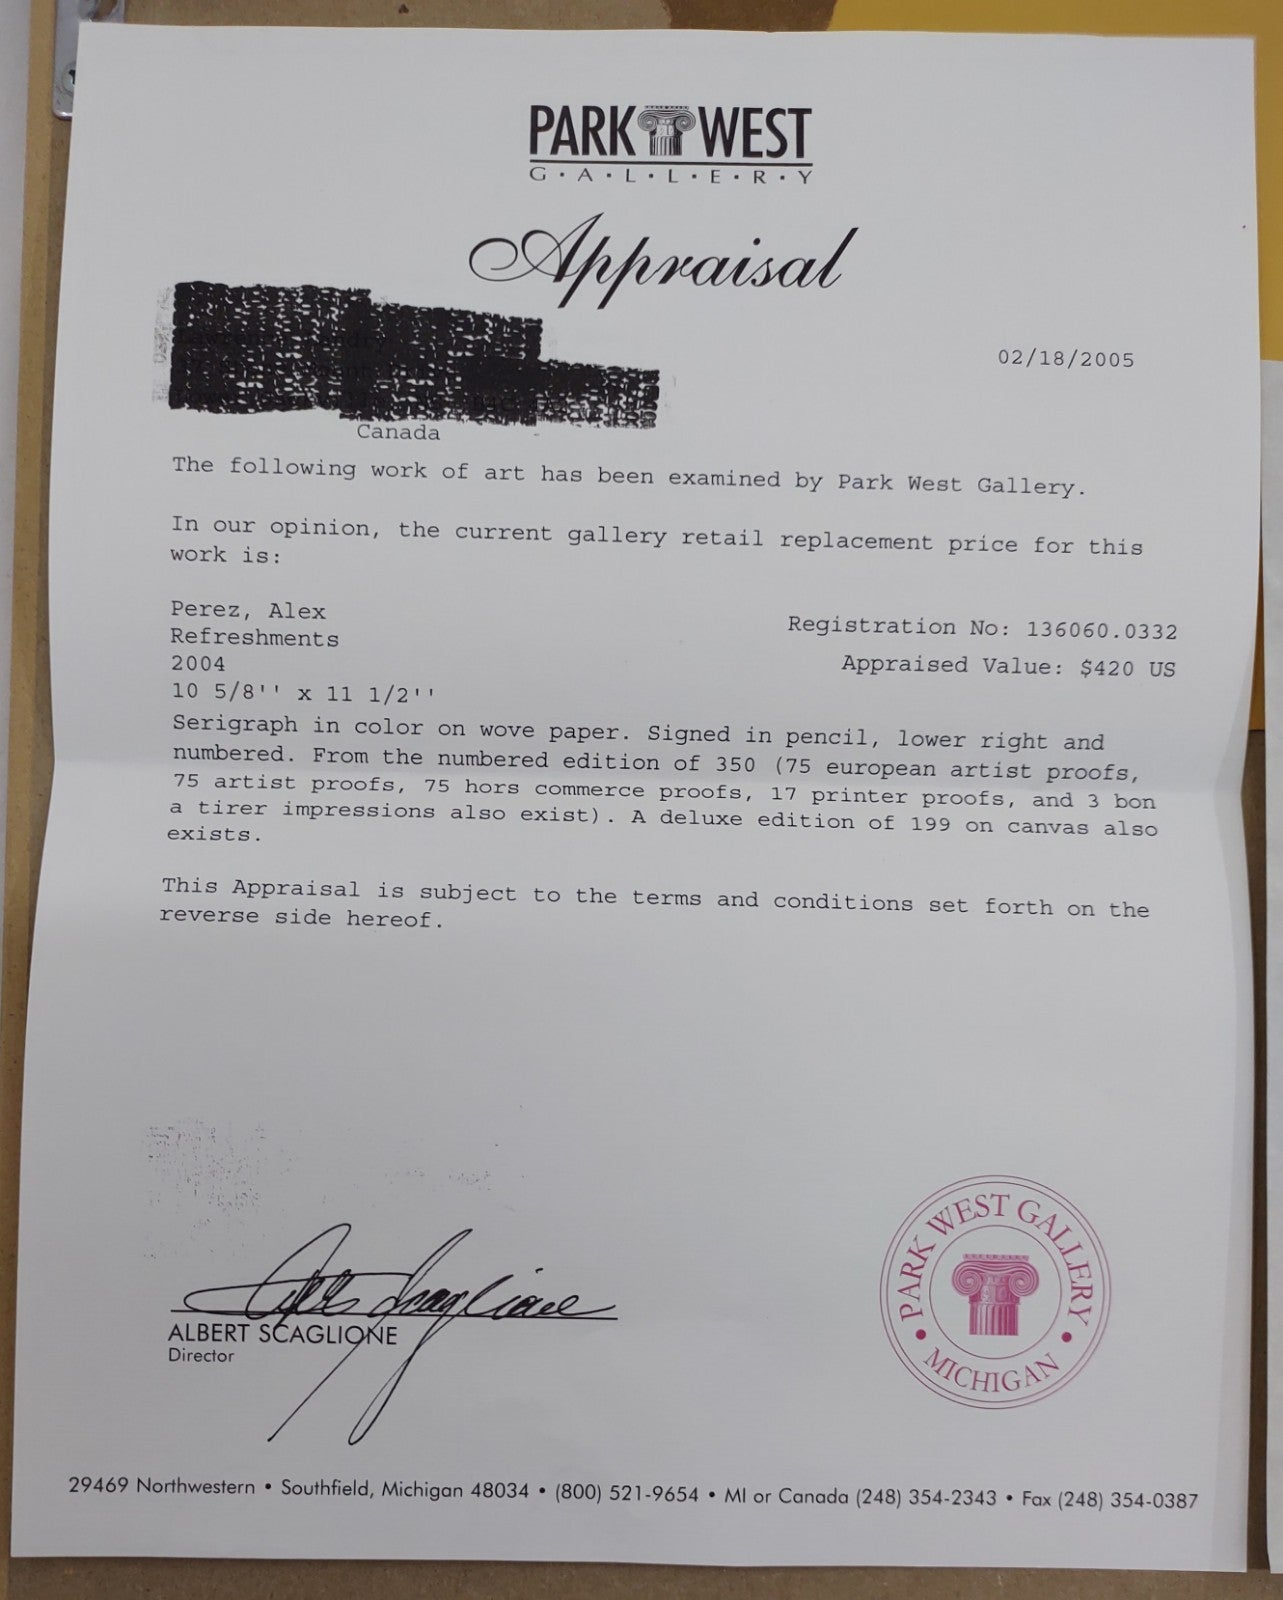 PARK WEST
G·A·L·L·E·R·Y
Appraisal
02/18/2005
Canada
The following work of art has been examined by Park West Gallery.
In our opinion, the current gallery retail replacement price for this
work is:
Perez, Alex
Refreshments
2004
10 5/8'' x 11 1/2''
Registration No: 136060.0332
Appraised Value: $420 US
Serigraph in color on wove paper. Signed in pencil, lower right and
numbered. From the numbered edition of 350 (75 european artist proofs,
75 artist proofs, 75 hors commerce proofs, 17 printer proofs, and 3 bon
a tirer impressions also exist). A deluxe edition of 199 on canvas also
exists.
This Appraisal is subject to the terms and conditions set forth on the
reverse side hereof.
ALBERT SCAGLIONE
Director
PARK WEST GALLERY
• MICHIGAN •
29469 Northwestern • Southfield, Michigan 48034 • (800) 521-9654 • MI or Canada (248) 354-2343 • Fax (248) 354-0387